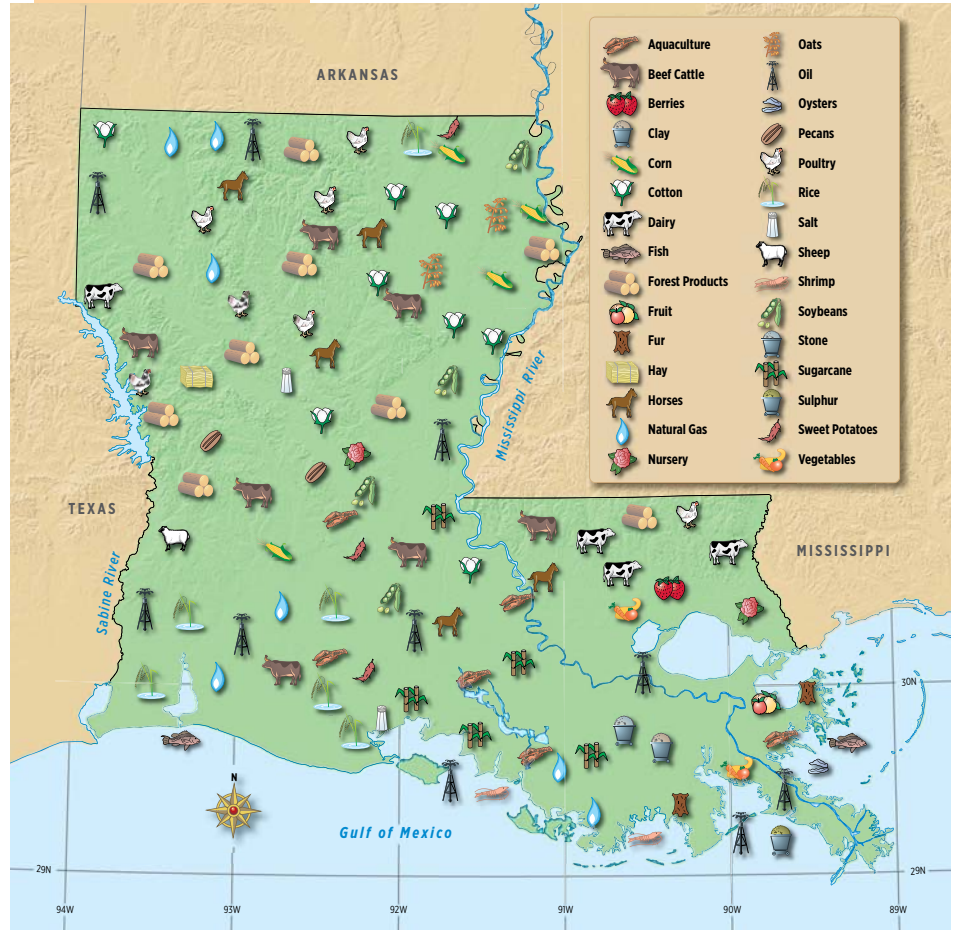 ARKANSAS
Aquaculture
Beef Cattle
Berries
Clay
Corn
Cotton
Dairy
Fish
Forest Products
Fruit
Fur
Hay
Horses
Natural Gas
Nursery
Oats
Oil
Oysters
Pecans
Poultry
Rice
Salt
Sheep
Shrimp
Soybeans
Stone
Sugarcane
Sulphur
Sweet Potatoes
Vegetables
Mississippi River
TEXAS
MISSISSIPPI
Sabine River
30N
N
Gulf of Mexico
29N
29N
94W
93W
92W
91W
90W
89W